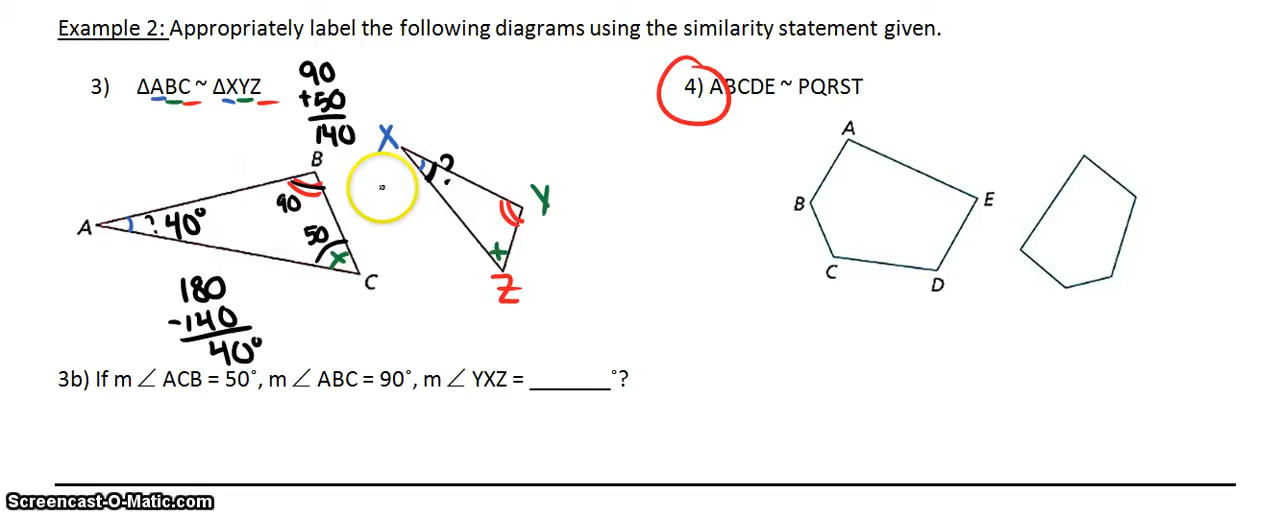 Example 2: Appropriately label the following diagrams using the similarity statement given.
3) ΔABC ~ ΔXYZ
90
+50
140
4) ABCDE ~ PQRST
A
B
C
90
50
x
? 40°
180
-140
40°
X
?
Y
x
Z
A
B
C
D
E
3b) If m∠ ACB = 50°, m∠ ABC = 90°, m∠ YXZ = _______°?
Screencast-O-Matic.com